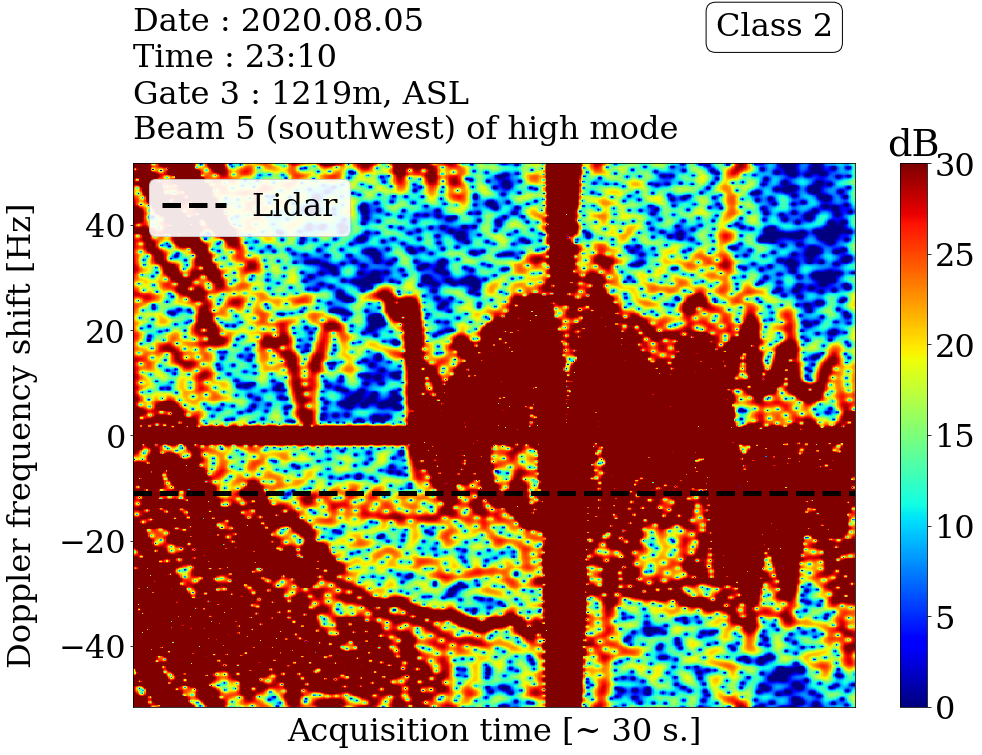 Date : 2020.08.05
Time : 23:10
Gate 3 : 1219m, ASL
Beam 5 (southwest) of high mode
Class 2
Lidar
Doppler frequency shift [Hz]
40
20
0
−20
−40
Acquisition time [~ 30 s.]
dB
30
25
20
15
10
5
0